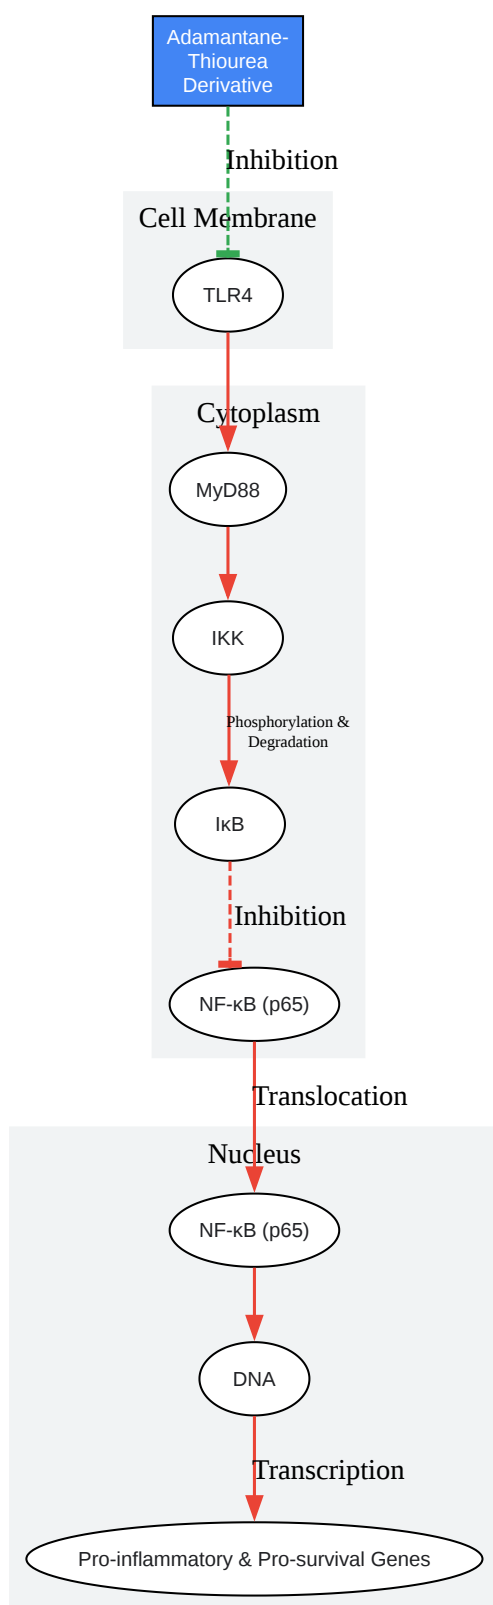 Adamantane-
Thiourea
Derivative
Inhibition
Cell Membrane
TLR4
Cytoplasm
MyD88
IKK
Phosphorylation &
Degradation
IκB
Inhibition
NF-κB (p65)
Translocation
Nucleus
NF-κB (p65)
DNA
Transcription
Pro-inflammatory & Pro-survival Genes